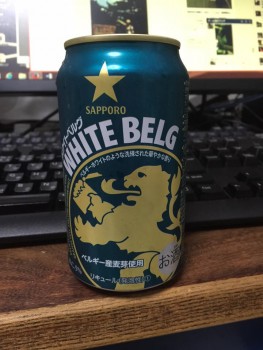 SAPPORO
ホワイトベルグ
WHITE BELG
ベルギーホワイトのような洗練された華やかな香り
ベルギー産麦芽使用
お酒
リキュール(発泡性)①